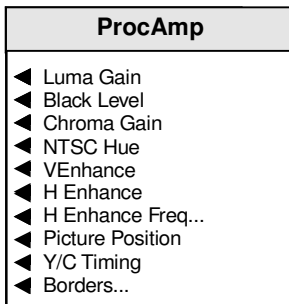 ProcAmp
Luma Gain
Black Level
Chroma Gain
NTSC Hue
VEnhance
H Enhance
H Enhance Freq...
Picture Position
Y/C Timing
Borders...